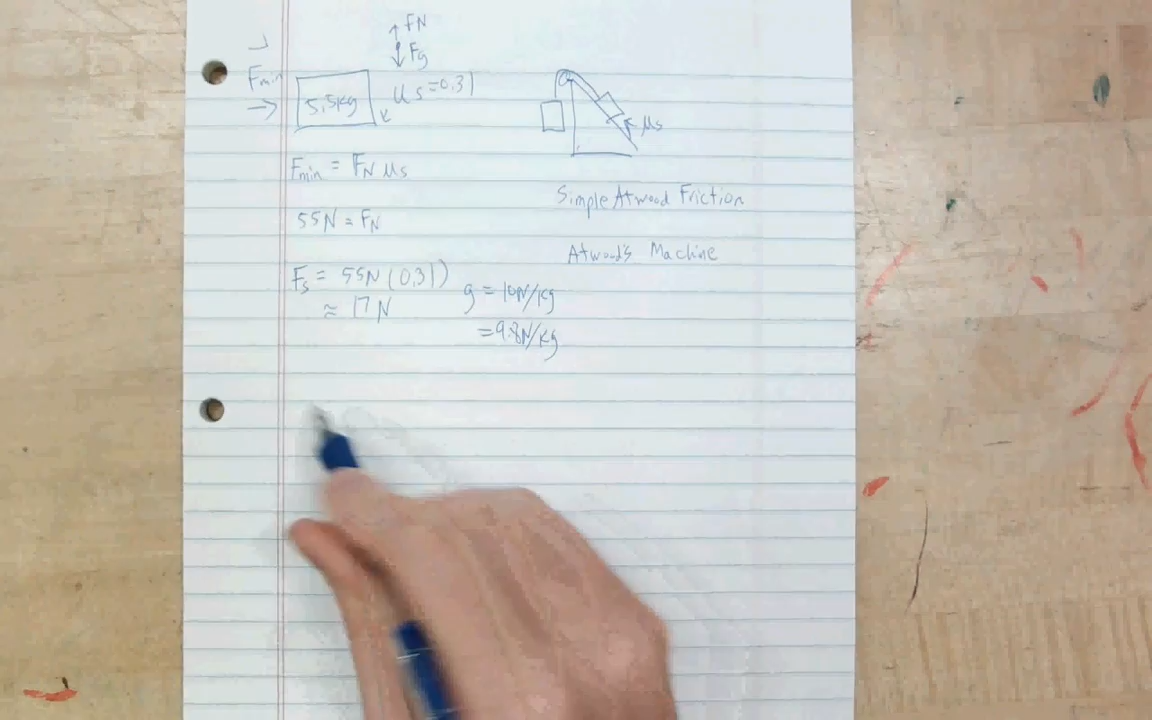 FN
Fg
Fmin
5.5kg
μs=0.31
μs
Fmin = FN μs
55N = FN
Fs = 55N (0.31)
≈ 17N
Simple Atwood Friction
Atwood's Machine
g = 10N/kg
= 9.8N/kg